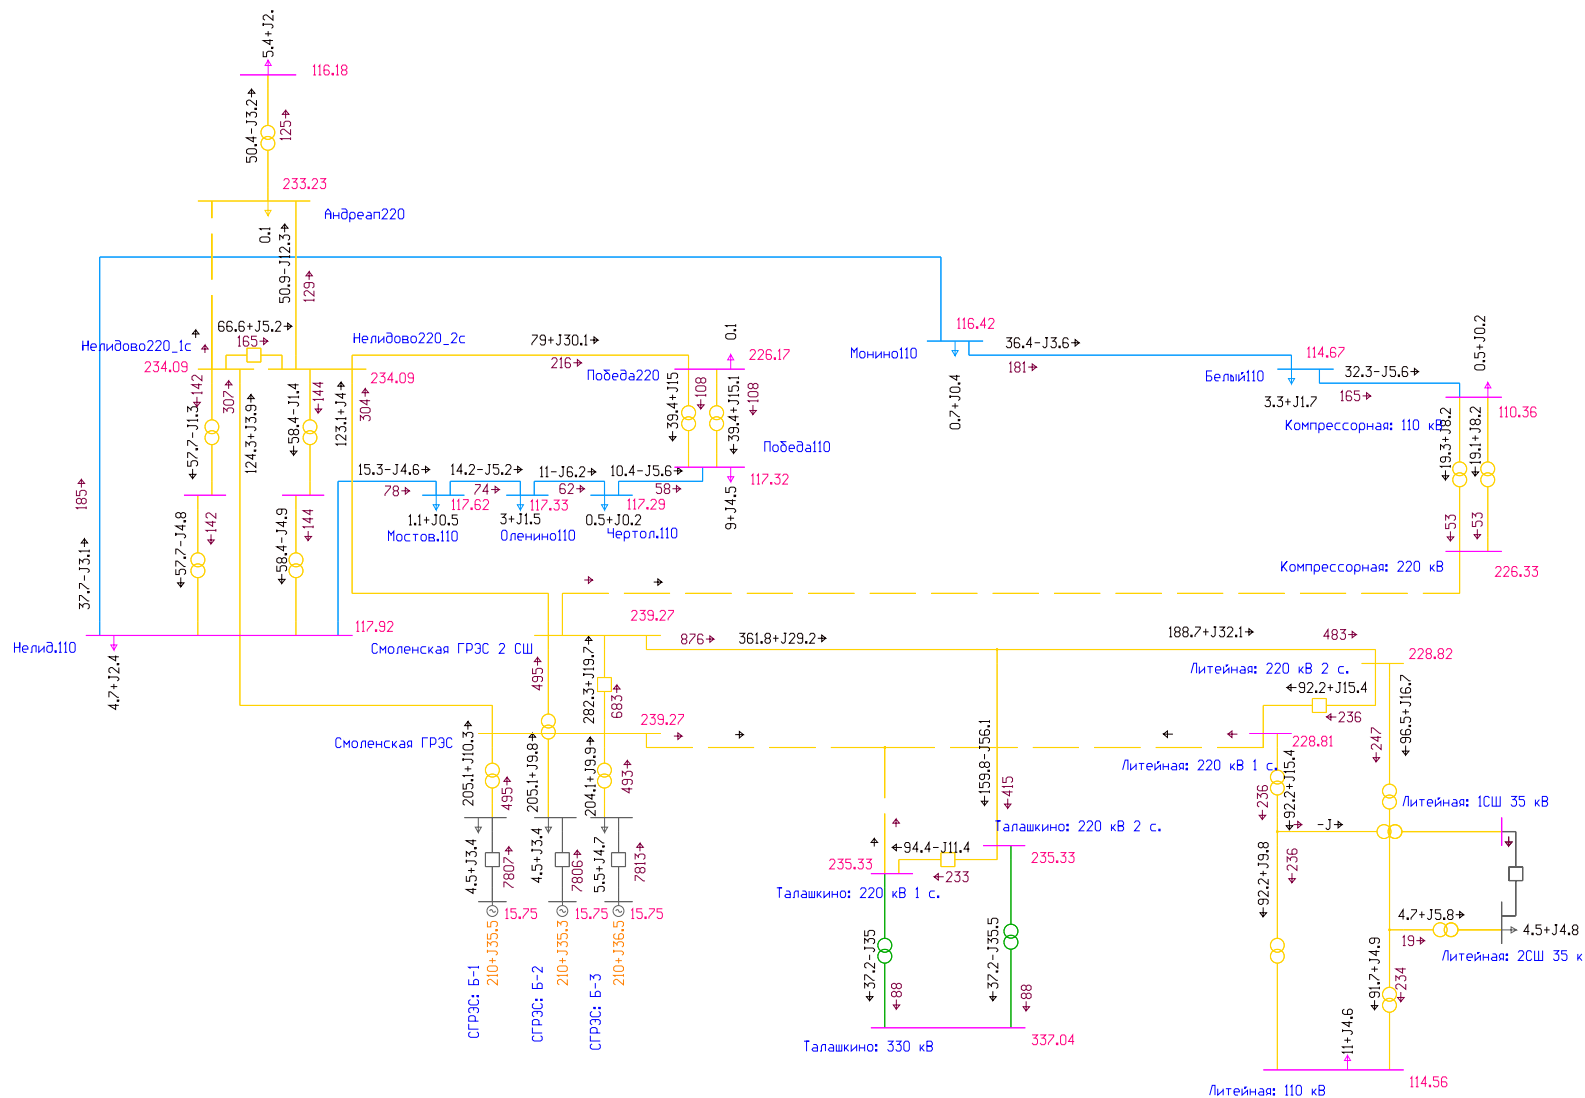 5.4+J2.
116.18
50.4-J3.2
125
233.23
Андреап220
0.1
50.9-J12.3
129
66.6+J5.2
165
Нелидово220_1с
234.09
Нелидово220_2с
234.09
79+J30.1
216
226.17
0.1
Победа220
142
307
144
304
57.7-J1.3
124.3+J3.9
58.4-J1.4
123.1+J4
108
108
39.4+J15
39.4+J15.1
Победа110
117.32
9+J4.5
15.3-J4.6
78
14.2-J5.2
74
11-J6.2
62
10.4-J5.6
58
117.62
117.33
117.29
1.1+J0.5
3+J1.5
0.5+J0.2
Мостов.110
Оленино110
Чертол.110
185
37.7-J3.1
142
144
57.7-J4.8
58.4-J4.9
117.92
Нелид.110
4.7+J2.4
116.42
Монино110
0.7+J0.4
36.4-J3.6
181
114.67
Белый110
3.3+J1.7
32.3-J5.6
165
0.5+J0.2
110.36
Компрессорная: 110 кВ
19.3+J8.2
19.1+J8.2
53
53
Компрессорная: 220 кВ
226.33
239.27
Смоленская ГРЭС 2 СШ
876
361.8+J29.2
188.7+J32.1
483
228.82
Литейная: 220 кВ 2 с.
495
282.3+J19.7
683
239.27
Смоленская ГРЭС
92.2+J15.4
236
228.81
Литейная: 220 кВ 1 с.
247
96.5+J16.7
159.8-J56.1
415
205.1+J10.3
495
205.1+J9.8
204.1+J9.9
493
236
92.2+J15.4
Литейная: 1СШ 35 кВ
-J
Талашкино: 220 кВ 2 с.
235.33
94.4-J11.4
233
235.33
Талашкино: 220 кВ 1 с.
4.5+J3.4
7807
4.5+J3.4
7806
5.5+J4.7
7813
15.75
15.75
15.75
210+J35.5
210+J35.3
210+J36.5
СГРЭС: Б-1
СГРЭС: Б-2
СГРЭС: Б-3
37.2-J35
88
37.2-J35.5
88
Талашкино: 330 кВ
337.04
92.2+J9.8
236
4.7+J5.8
19
4.5+J4.8
Литейная: 2СШ 35 к
91.7+J4.9
234
11+J4.6
114.56
Литейная: 110 кВ